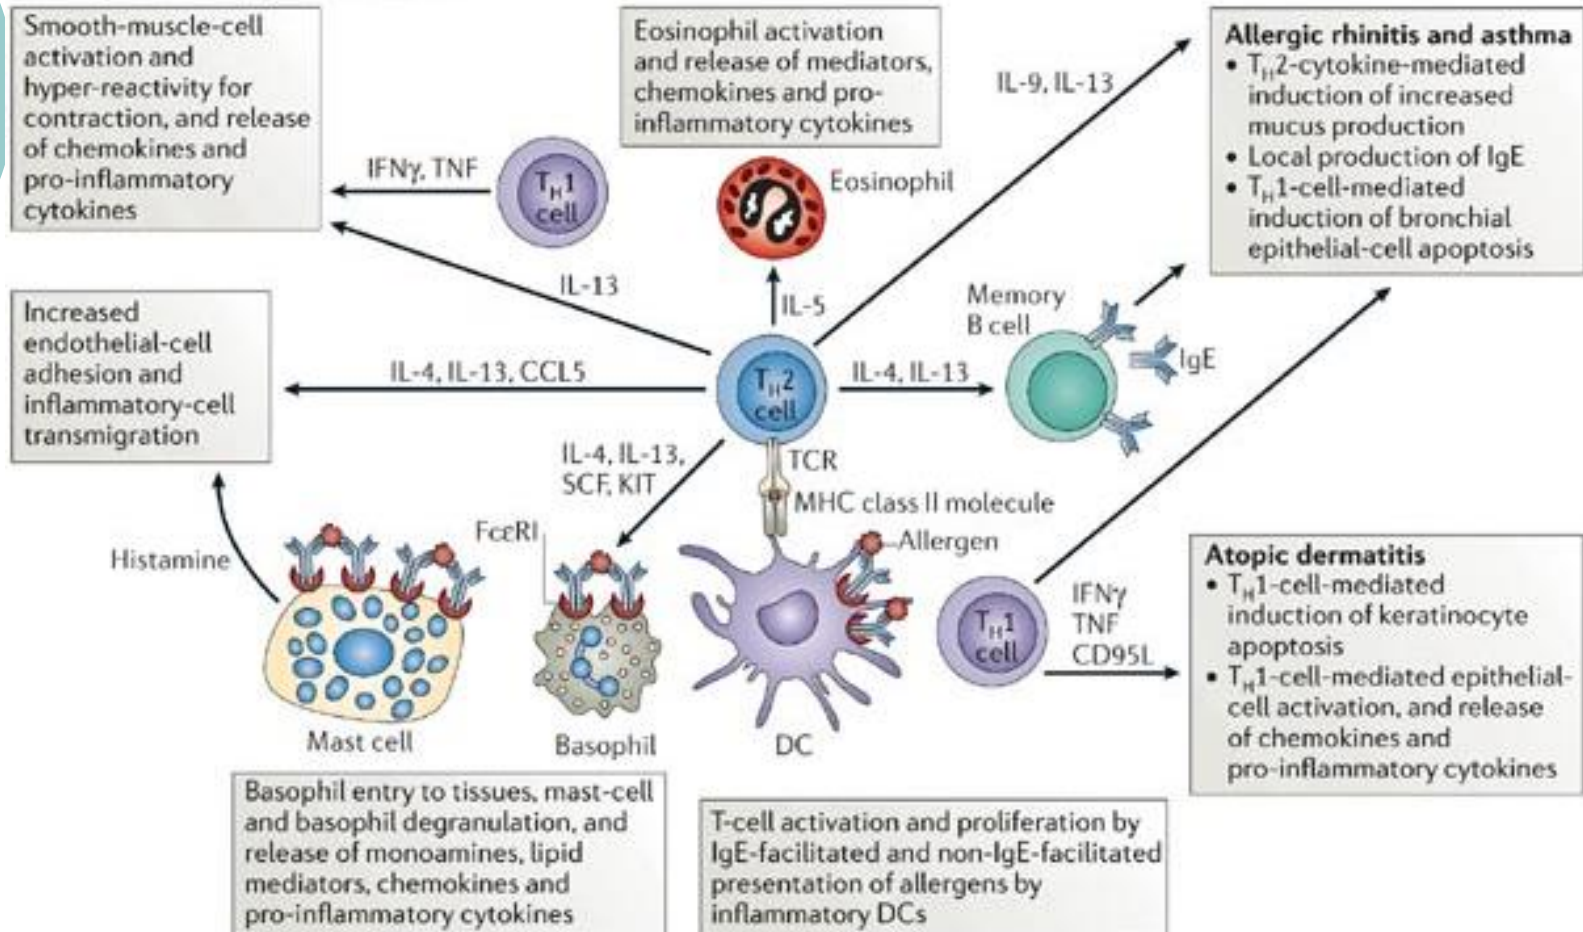 Smooth-muscle-cell
activation and
hyper-reactivity for
contraction, and release
of chemokines and
pro-inflammatory
cytokines
IFNγ, TNF
T_H1
cell
Eosinophil activation
and release of mediators,
chemokines and pro-
inflammatory cytokines
Eosinophil
IL-9, IL-13
Allergic rhinitis and asthma
• T_H2-cytokine-mediated
induction of increased
mucus production
• Local production of IgE
• T_H1-cell-mediated
induction of bronchial
epithelial-cell apoptosis
IL-13
IL-5
Memory
B cell
IgE
Increased
endothelial-cell
adhesion and
inflammatory-cell
transmigration
IL-4, IL-13, CCL5
T_H2
cell
IL-4, IL-13
IL-4, IL-13,
SCF, KIT
TCR
MHC class II molecule
FcεRI
Allergen
Histamine
Mast cell
Basophil
DC
T_H1
cell
IFNγ
TNF
CD95L
Atopic dermatitis
• T_H1-cell-mediated
induction of keratinocyte
apoptosis
• T_H1-cell-mediated epithelial-
cell activation, and release
of chemokines and
pro-inflammatory cytokines
Basophil entry to tissues, mast-cell
and basophil degranulation, and
release of monoamines, lipid
mediators, chemokines and
pro-inflammatory cytokines
T-cell activation and proliferation by
IgE-facilitated and non-IgE-facilitated
presentation of allergens by
inflammatory DCs